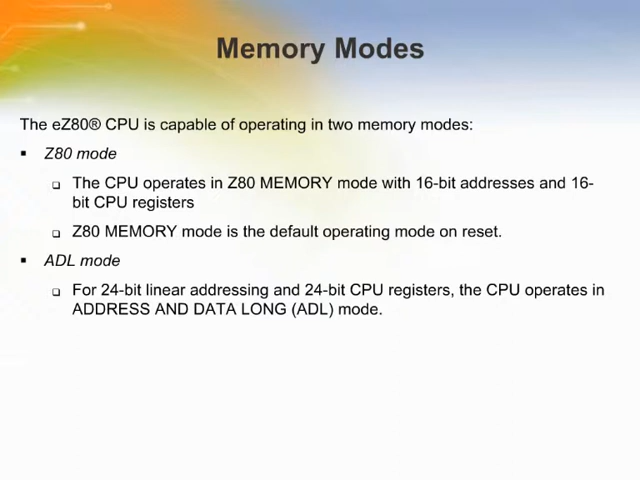 Memory Modes
The eZ80® CPU is capable of operating in two memory modes:
▪ Z80 mode
❑ The CPU operates in Z80 MEMORY mode with 16-bit addresses and 16-
bit CPU registers
❑ Z80 MEMORY mode is the default operating mode on reset.
▪ ADL mode
❑ For 24-bit linear addressing and 24-bit CPU registers, the CPU operates in
ADDRESS AND DATA LONG (ADL) mode.